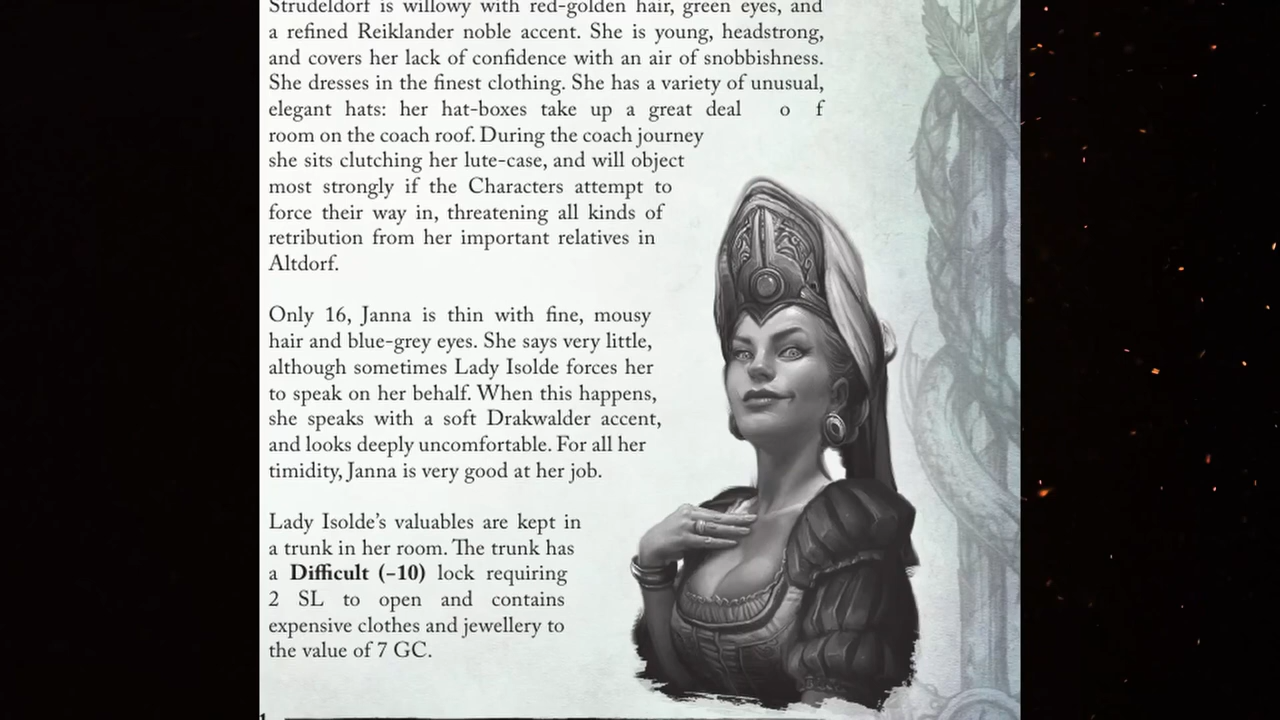 Strudeldorf is willowy with red-golden hair, green eyes, and
a refined Reiklander noble accent. She is young, headstrong,
and covers her lack of confidence with an air of snobbishness.
She dresses in the finest clothing. She has a variety of unusual,
elegant hats: her hat-boxes take up a great deal o f
room on the coach roof. During the coach journey
she sits clutching her lute-case, and will object
most strongly if the Characters attempt to
force their way in, threatening all kinds of
retribution from her important relatives in
Altdorf.
Only 16, Janna is thin with fine, mousy
hair and blue-grey eyes. She says very little,
although sometimes Lady Isolde forces her
to speak on her behalf. When this happens,
she speaks with a soft Drakwalder accent,
and looks deeply uncomfortable. For all her
timidity, Janna is very good at her job.
Lady Isolde's valuables are kept in
a trunk in her room. The trunk has
a Difficult (–10) lock requiring
2 SL to open and contains
expensive clothes and jewellery to
the value of 7 GC.